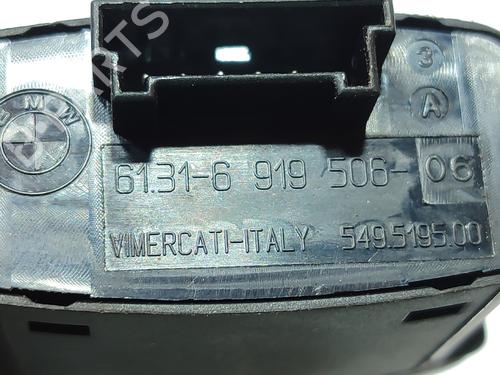 BMW
3
A
61.31-6 919 506- 06
VIMERCATI-ITALY 549.5195.00